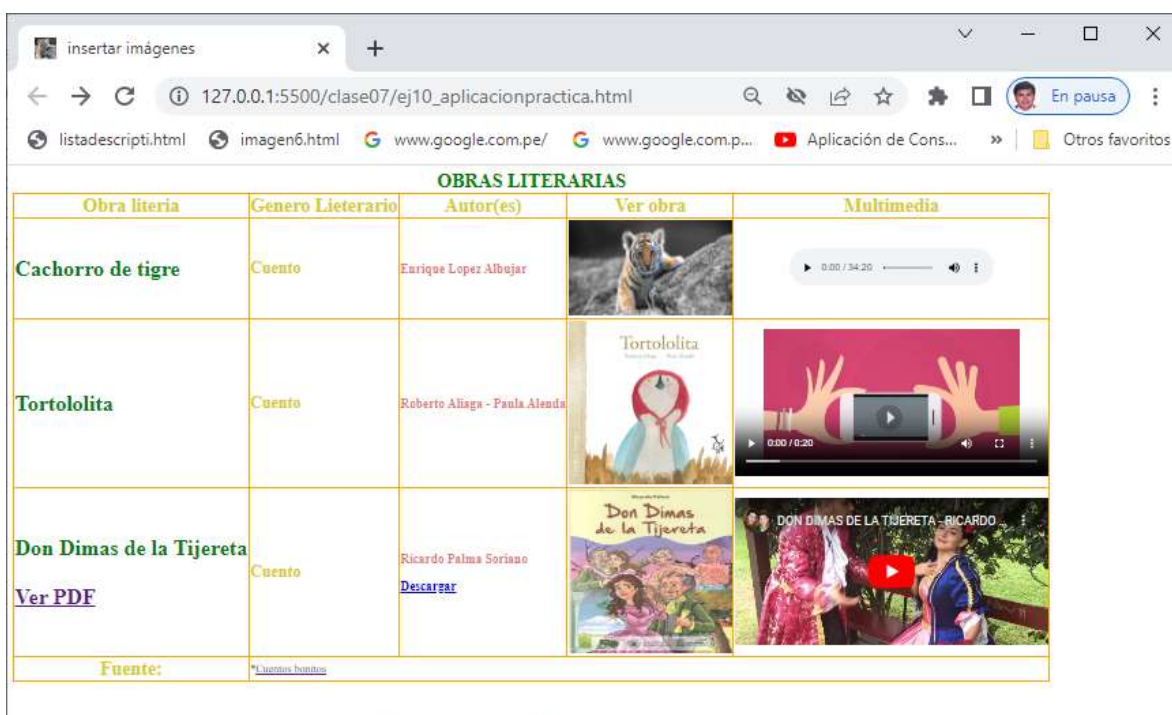 insertar imágenes
127.0.0.1:5500/clase07/ej10_aplicacionpractica.html
En pausa
listadescripti.html imagen6.html www.google.com.pe/ www.google.com.p... Aplicación de Cons... » Otros favoritos
OBRAS LITERARIAS
Obra literia Genero Lieterario Autor(es) Ver obra Multimedia
Cachorro de tigre Cuento Enrique Lopez Albujar 0:00 / 34:20
Tortololita Cuento Roberto Aliaga - Paula Alenda
Tortololita
0:00 / 0:20
Don Dimas de la Tijereta
Ver PDF
Cuento
Ricardo Palma Soriano
Descargar
Don Dimas
de la Tijereta
DON DIMAS DE LA TIJERETA - RICARDO ...
Fuente: *Cuentos bonitos